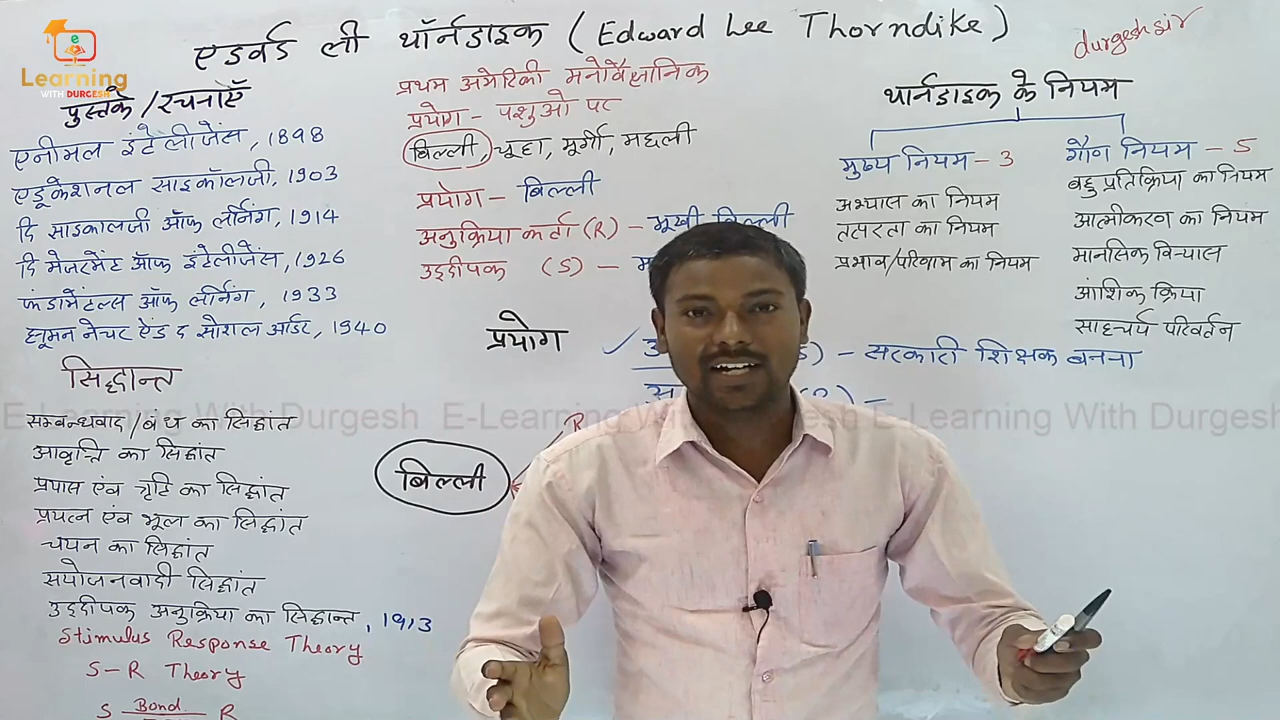 एडवर्ड ली थॉर्नडाइक (Edward Lee Thorndike)
durgesh sir
e
Learning
WITH DURGESH
पुस्तके/रचनाएँ
एनीमल इंटेलीजेंस, 1898
एडूकेशनल साइकॉलजी, 1903
दि साइकालजी ऑफ लर्निंग, 1914
दि मेजरमेंट ऑफ इंटेलीजेंस, 1926
फंडामेंटल्स ऑफ लर्निंग, 1933
ह्यूमन नेचर ऐंड द सोशल आर्डर, 1940
सिद्धान्त
सम्बन्धवाद/बंध का सिद्धांत
आवृत्ति का सिद्धांत
प्रयास एंव त्रृटि का सिद्धांत
प्रयत्न एंव भूल का सिद्धांत
चयन का सिद्धांत
सयोजनवादी सिद्धांत
उद्दीपक अनुक्रिया का सिद्धान्त, 1913
Stimulus Response Theory
S-R Theory
S Bond R
प्रथम अमेरिकी मनोवैज्ञानिक
प्रयोग - पशुओ पर
बिल्ली, चूहा, मूर्गी, मछली
प्रयोग - बिल्ली
अनुक्रिया कर्ता (R) - भूखी बिल्ली
उद्दीपक (S) -
प्रयोग
S) - सरकारी शिक्षक बनना
(R) -
R
बिल्ली
थार्नडाइक के नियम
मुख्य नियम - 3
अभ्यास का नियम
तत्परता का नियम
प्रभाव/परिणाम का नियम
गौण नियम - 5
बहु प्रतिक्रिया का नियम
आत्मीकरण का नियम
मानसिक विन्यास
आंशिक क्रिया
साहचर्य परिवर्तन
E-Learning With Durgesh E-Learning With Durgesh